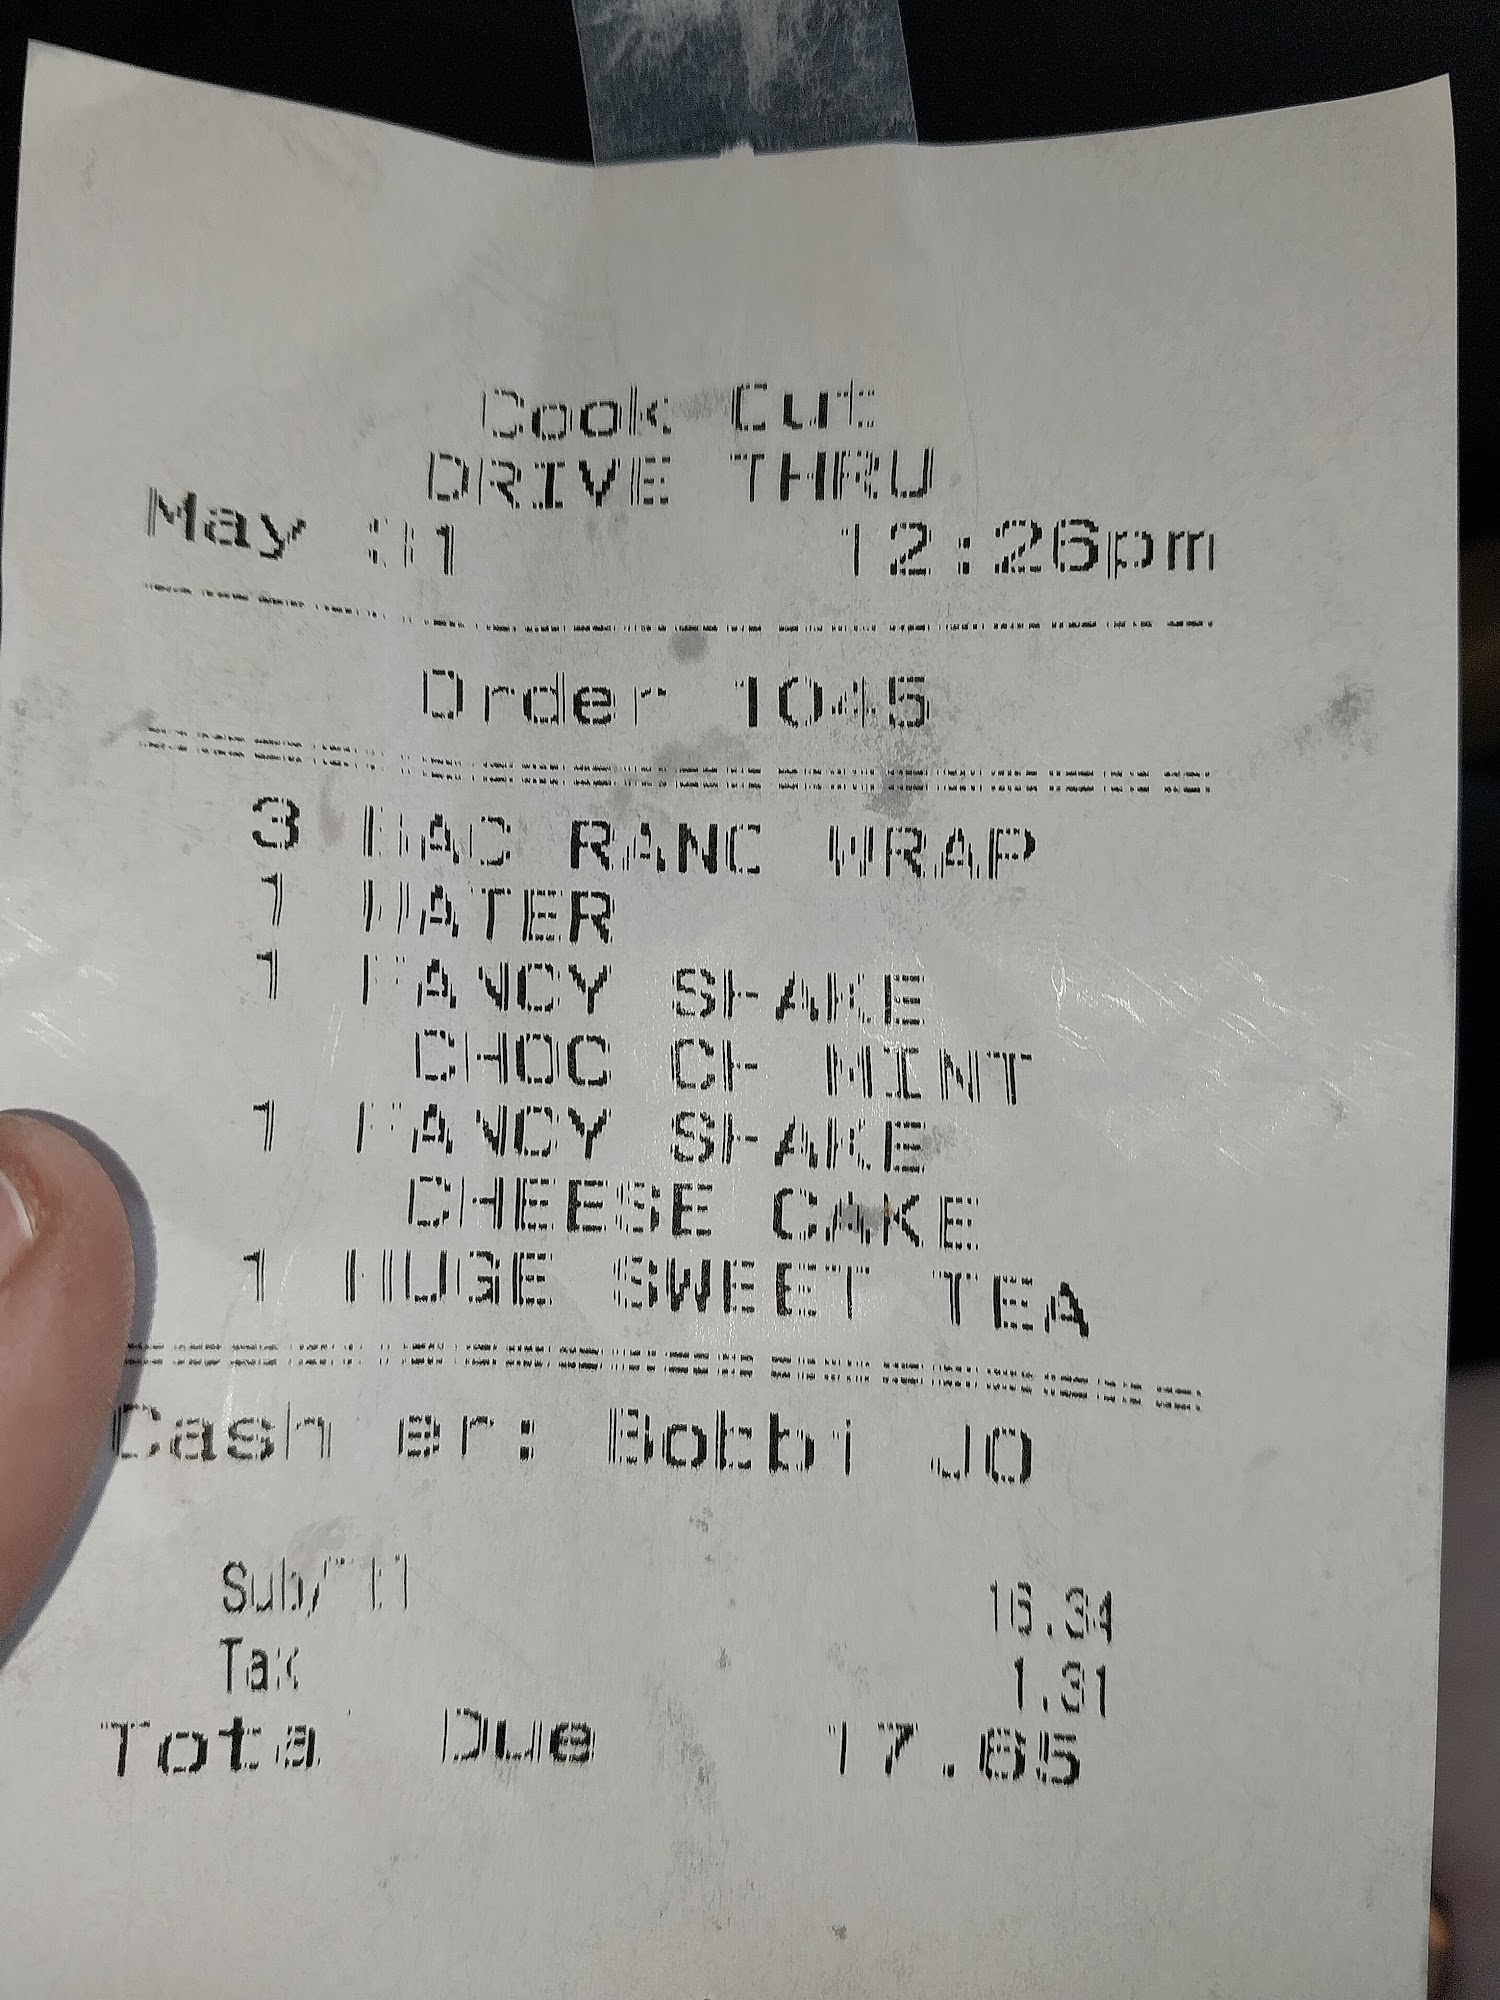 Cook Out
DRIVE THRU
May 31 12:26pm
Order 1045
3 BAC RANC WRAP
1 WATER
1 FANCY SHAKE
CHOC CH MINT
1 FANCY SHAKE
CHEESE CAKE
1 HUGE SWEET TEA
Cashier: Bobbi JO
Sub/Ttl 16.34
Tax 1.31
Total Due 17.65